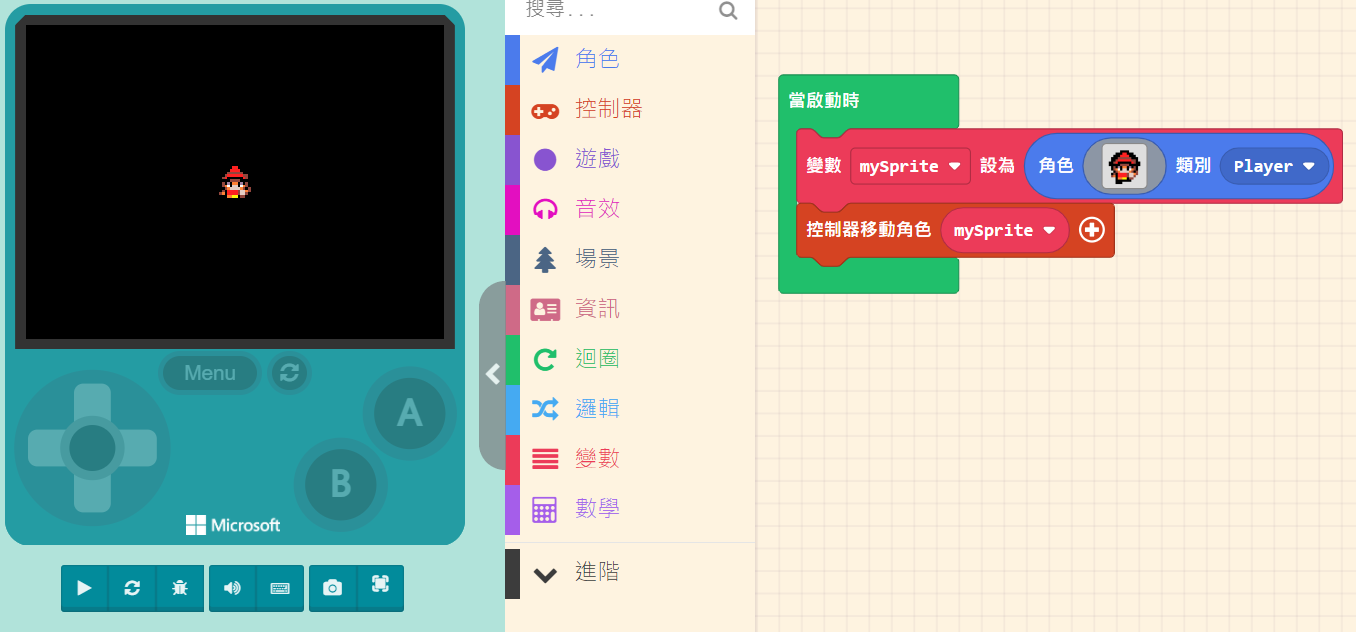 搜尋...
角色
控制器
遊戲
音效
場景
資訊
迴圈
邏輯
變數
數學
進階
Menu
A
B
Microsoft
當啟動時
變數 mySprite 設為 角色 類別 Player
控制器移動角色 mySprite